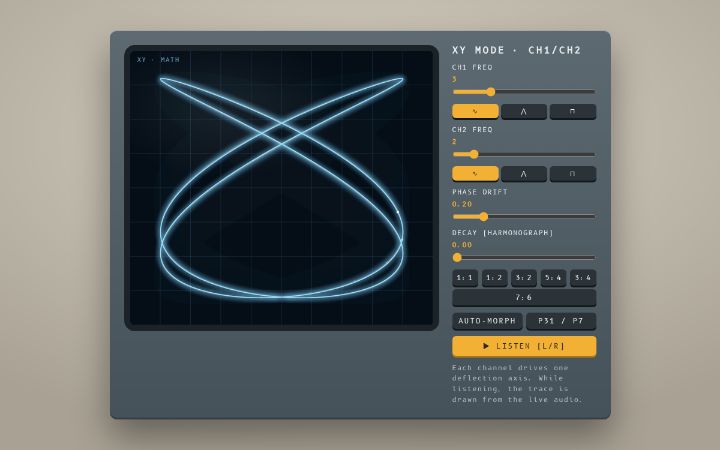 XY · MATH
XY MODE · CH1/CH2
CH1 FREQ
3
CH2 FREQ
2
PHASE DRIFT
0.20
DECAY [HARMONOGRAPH]
0.00
1:1 1:2 3:2 5:4 3:4
7:6
AUTO-MORPH P31 / P7
▶ LISTEN [L/R]
Each channel drives one
deflection axis. While
listening, the trace is
drawn from the live audio.